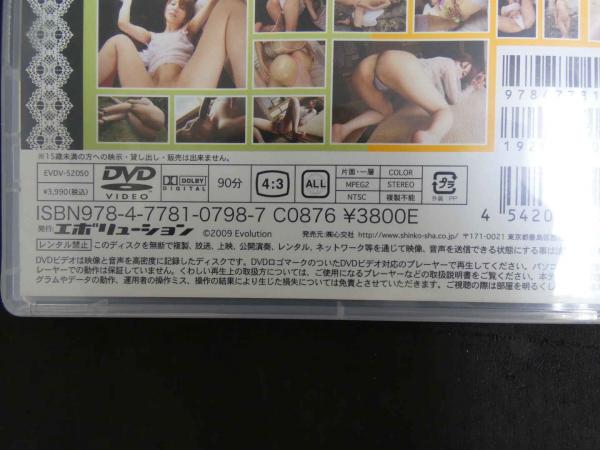 978477810
192
※15歳未満の方への映示・貸し出し・販売は出来ません。
EVDV-52050
¥3,990(税込)
DVD
VIDEO
DOLBY
DIGITAL
90分
4:3
ALL
片面・一層 COLOR
MPEG2 STEREO
NTSC 複製不能
プラ
外装 PP
ISBN978-4-7781-0798-7 C0876 ¥3800E
4 5420
発行: エボリューション ©2009 Evolution 発売元:㈱心交社 http://www.shinko-sha.com/ 〒171-0021 東京都豊島区西
レンタル禁止 このディスクを無断で複製、放送、上映、公開演奏、レンタル、ネットワーク等を通じて映像、音声を送信できる状態にする事は法
DVDビデオは映像と音声を高密度に記録したディスクです。DVDロゴマークのついたDVDビデオ対応のプレーヤーで再生してください。パソコ
レーヤーでの動作は保証していません。くわしい再生上の取扱方については、ご使用になるプレーヤーなどの取扱説明書をご覧ください。本デ
グラムやデータの動作、運用者の操作ミス、操作の結果により生じた損失については免責とさせていただきます。ご視聴の際は部屋を明るくし